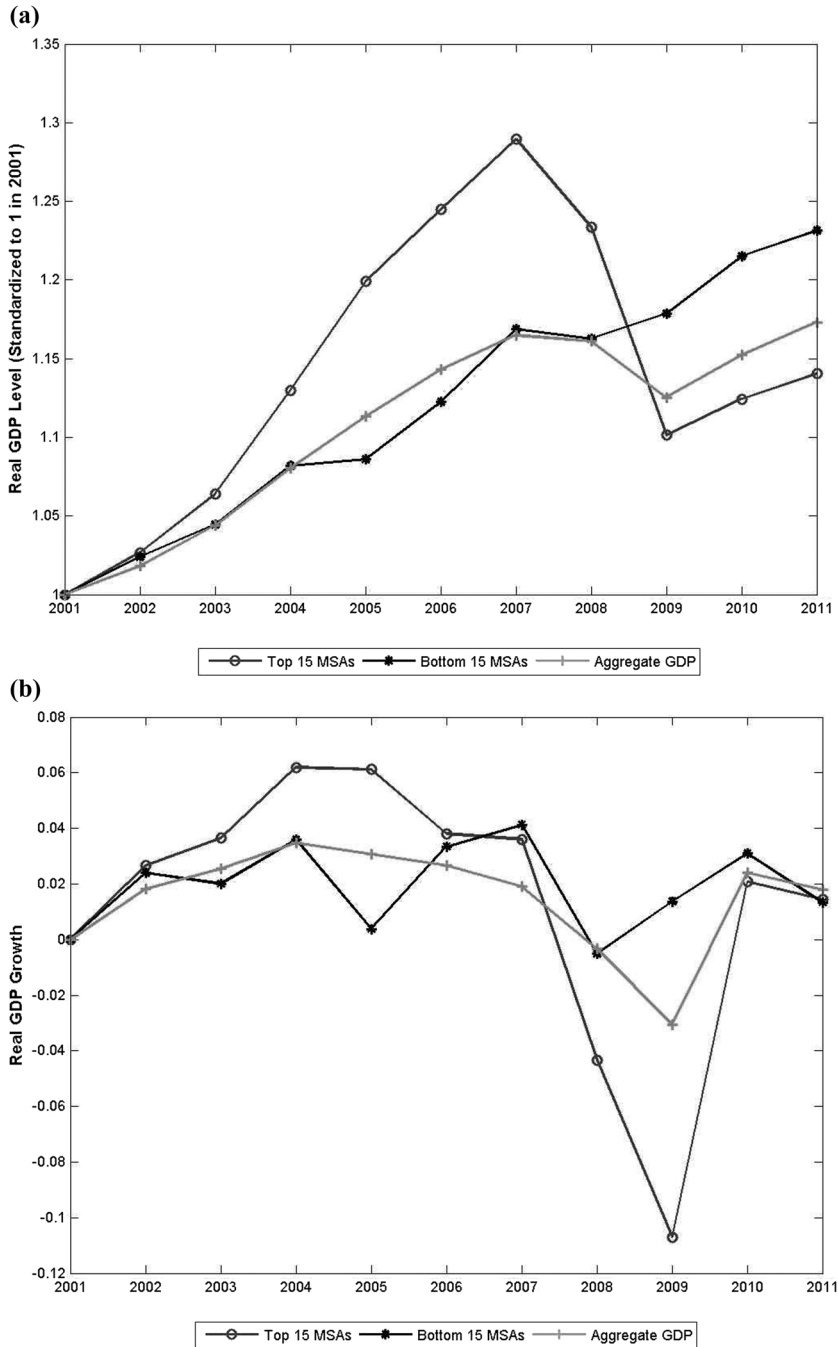 (a)
1.35
1.3
1.25
1.2
1.15
1.1
1.05
1
Real GDP Level (Standardized to 1 in 2001)
2001 2002 2003 2004 2005 2006 2007 2008 2009 2010 2011
Top 15 MSAs Bottom 15 MSAs Aggregate GDP
(b)
0.08
0.06
0.04
0.02
0
-0.02
-0.04
-0.06
-0.08
-0.1
-0.12
Real GDP Growth
2001 2002 2003 2004 2005 2006 2007 2008 2009 2010 2011
Top 15 MSAs Bottom 15 MSAs Aggregate GDP